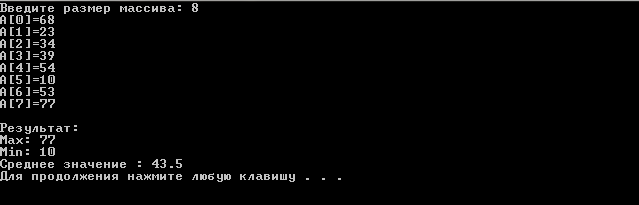 Введите размер массива: 8
A[0]=68
A[1]=23
A[2]=34
A[3]=39
A[4]=54
A[5]=10
A[6]=53
A[7]=77
Результат:
Max: 77
Min: 10
Среднее значение : 43.5
Для продолжения нажмите любую клавишу . . .